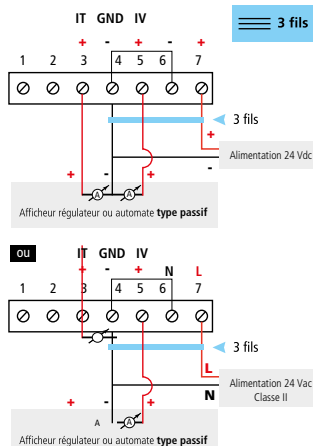 IT GND IV
3 fils
+ - + - +
1 2 3 4 5 6 7
3 fils
+
Alimentation 24 Vdc
-
+ - +
A A
Afficheur régulateur ou automate type passif
ou
IT GND IV
+ - + N L
1 2 3 4 5 6 7
3 fils
L
Alimentation 24 Vac
N
Classe II
+ - +
A A
Afficheur régulateur ou automate type passif